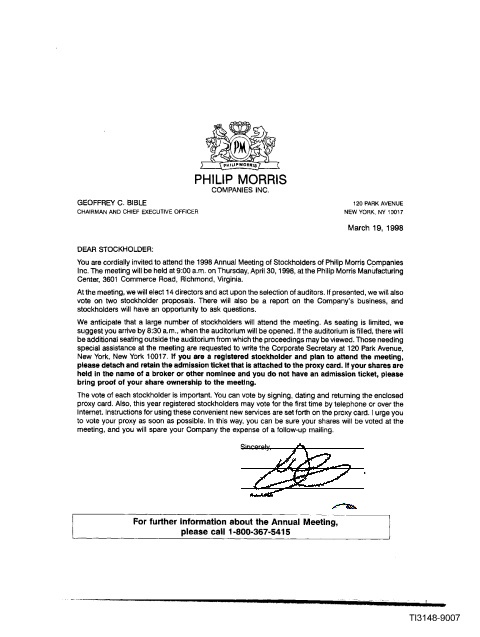 PM
PHILIP MORRIS
PHILIP MORRIS
COMPANIES INC.
GEOFFREY C. BIBLE
CHAIRMAN AND CHIEF EXECUTIVE OFFICER
120 PARK AVENUE
NEW YORK, NY 10017
March 19, 1998
DEAR STOCKHOLDER:
You are cordially invited to attend the 1998 Annual Meeting of Stockholders of Philip Morris Companies
Inc. The meeting will be held at 9:00 a.m. on Thursday, April 30, 1998, at the Philip Morris Manufacturing
Center, 3601 Commerce Road, Richmond, Virginia.
At the meeting, we will elect 14 directors and act upon the selection of auditors. If presented, we will also
vote on two stockholder proposals. There will also be a report on the Company's business, and
stockholders will have an opportunity to ask questions.
We anticipate that a large number of stockholders will attend the meeting. As seating is limited, we
suggest you arrive by 8:30 a.m., when the auditorium will be opened. If the auditorium is filled, there will
be additional seating outside the auditorium from which the proceedings may be viewed. Those needing
special assistance at the meeting are requested to write the Corporate Secretary at 120 Park Avenue,
New York, New York 10017. If you are a registered stockholder and plan to attend the meeting,
please detach and retain the admission ticket that is attached to the proxy card. If your shares are
held in the name of a broker or other nominee and you do not have an admission ticket, please
bring proof of your share ownership to the meeting.
The vote of each stockholder is important. You can vote by signing, dating and returning the enclosed
proxy card. Also, this year registered stockholders may vote for the first time by telephone or over the
Internet. Instructions for using these convenient new services are set forth on the proxy card. I urge you
to vote your proxy as soon as possible. In this way, you can be sure your shares will be voted at the
meeting, and you will spare your Company the expense of a follow-up mailing.
Sincerely,
For further information about the Annual Meeting,
please call 1-800-367-5415
TI3148-9007